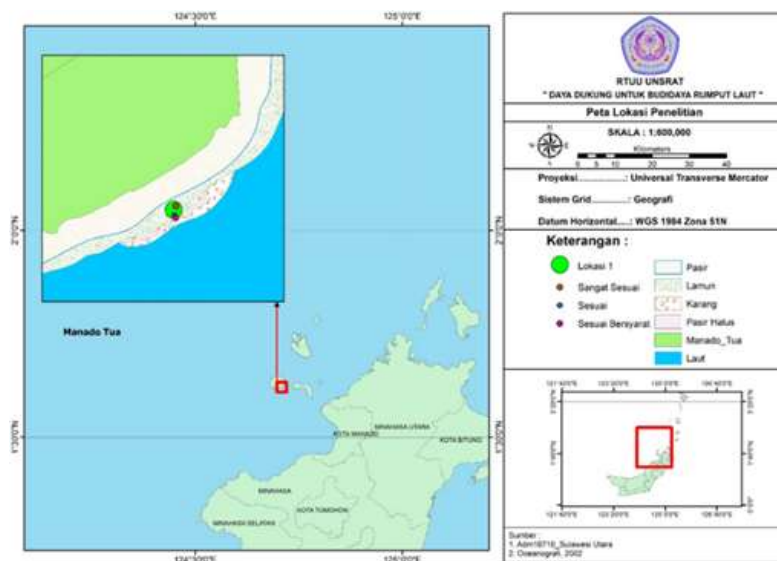 124°30'0"E
125°0'0"E
2°0'0"N
1°30'0"N
Manado Tua
KOTA MANADO
MINAHASA UTARA
KOTA BITUNG
MINAHASA
KOTA TOMOHON
MINAHASA SELATAN
124°30'0"E
125°0'0"E
2°0'0"N
1°30'0"N
RTUU UNSRAT
" DAYA DUKUNG UNTUK BUDIDAYA RUMPUT LAUT "
Peta Lokasi Penelitian
SKALA : 1:600,000
Kilometers
0 5 10 20 30 40
Proyeksi..............: Universal Transverse Mercator
Sistem Grid...........: Geografi
Datum Horizontal....: WGS 1984 Zona 51N
Keterangan :
Lokasi 1
Sangat Sesuai
Sesuai
Sesuai Bersyarat
Pasir
Lamun
Karang
Pasir Halus
Manado_Tua
Laut
Sumber :
2. Oceanografi, 2002